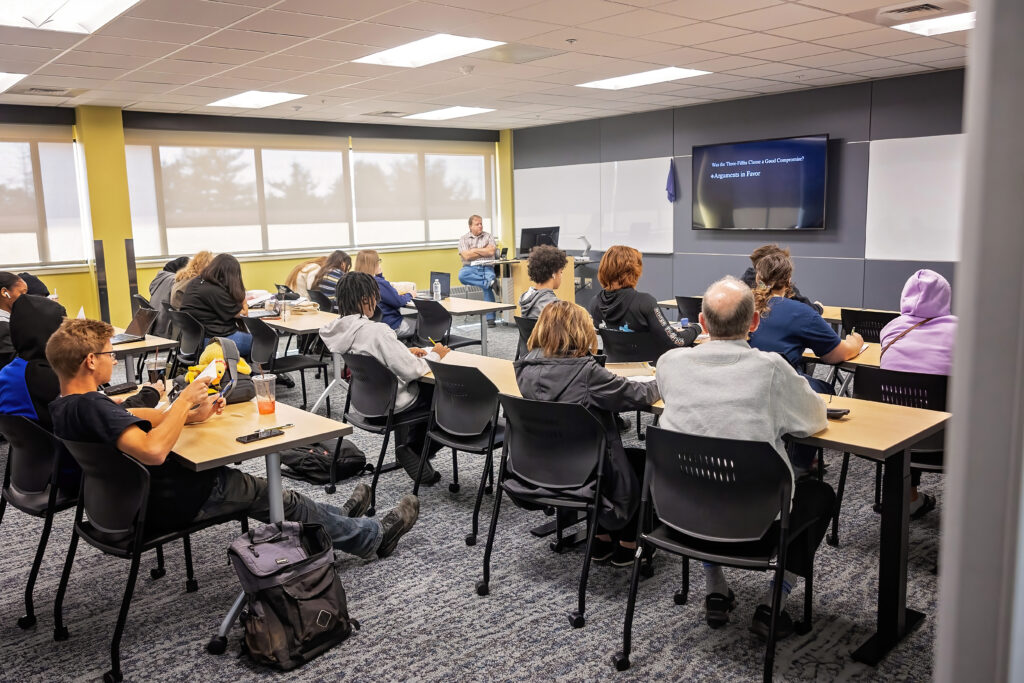 Was the Three-Fifths Clause a Good Compromise?
Arguments in Favor